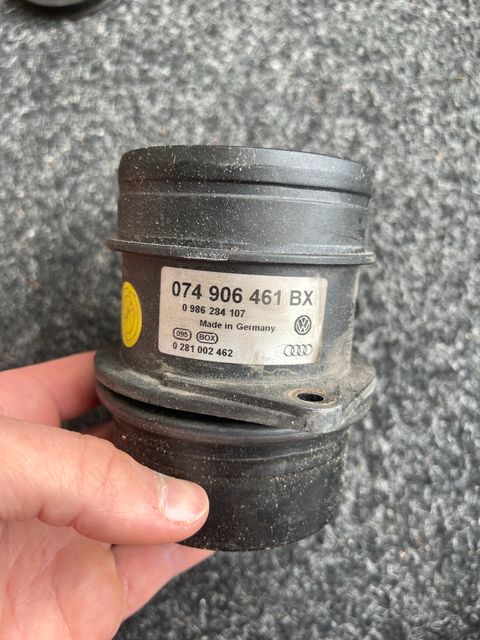 074 906 461 BX
0 986 284 107
Made in Germany
095 BOX
0 281 002 462